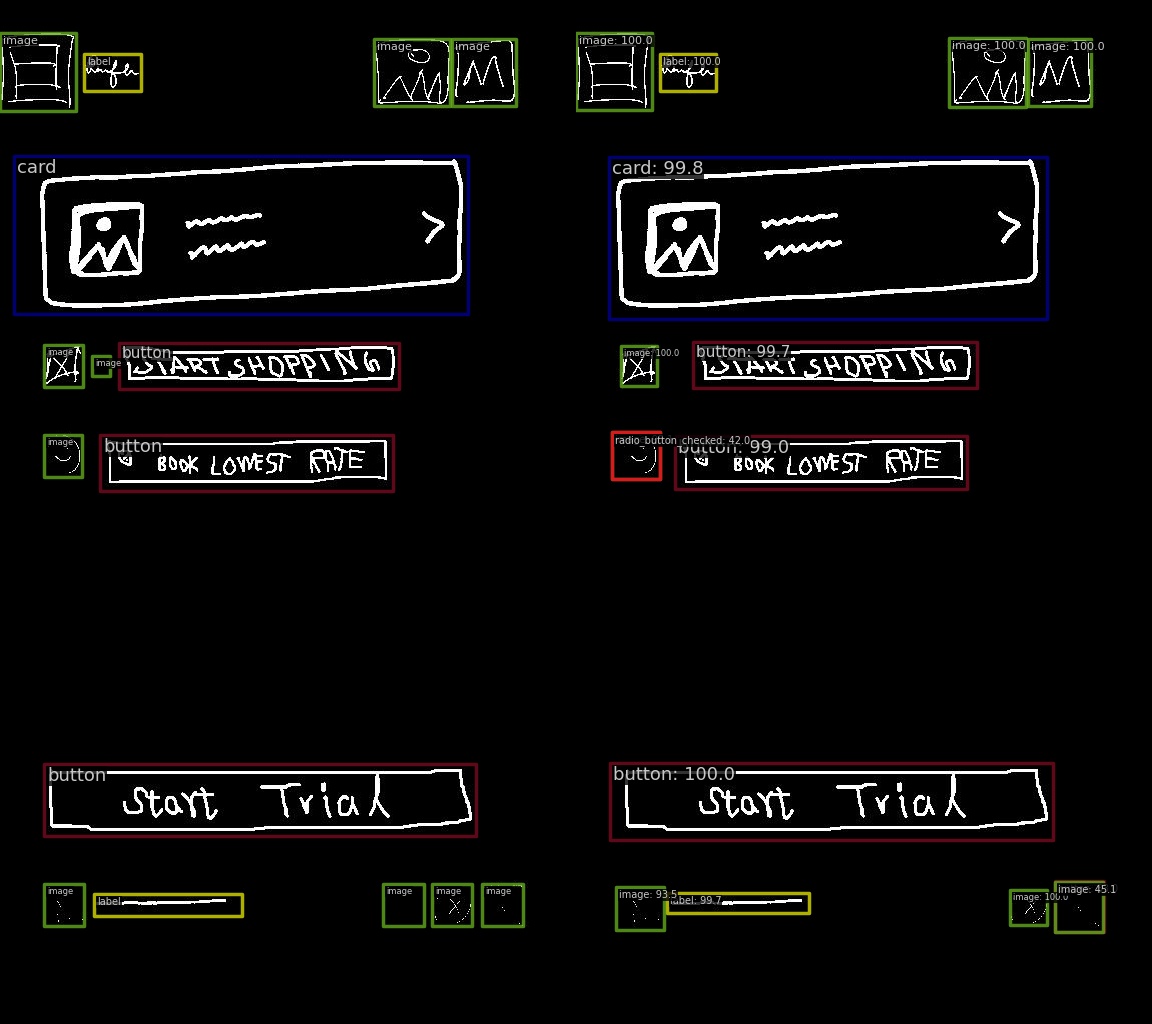 image image: 100.0
label label: 100.0
image image image: 100.0 image: 100.0
card card: 99.8
image image button image: 100.0 button: 99.7
START SHOPPING START SHOPPING
image button radio_button_checked: 42.0 button: 99.0
BOOK LOWEST RATE BOOK LOWEST RATE
button button: 100.0
Start Trial Start Trial
image label image image image image: 93.5 label: 99.7 image: 100.0 image: 45.1